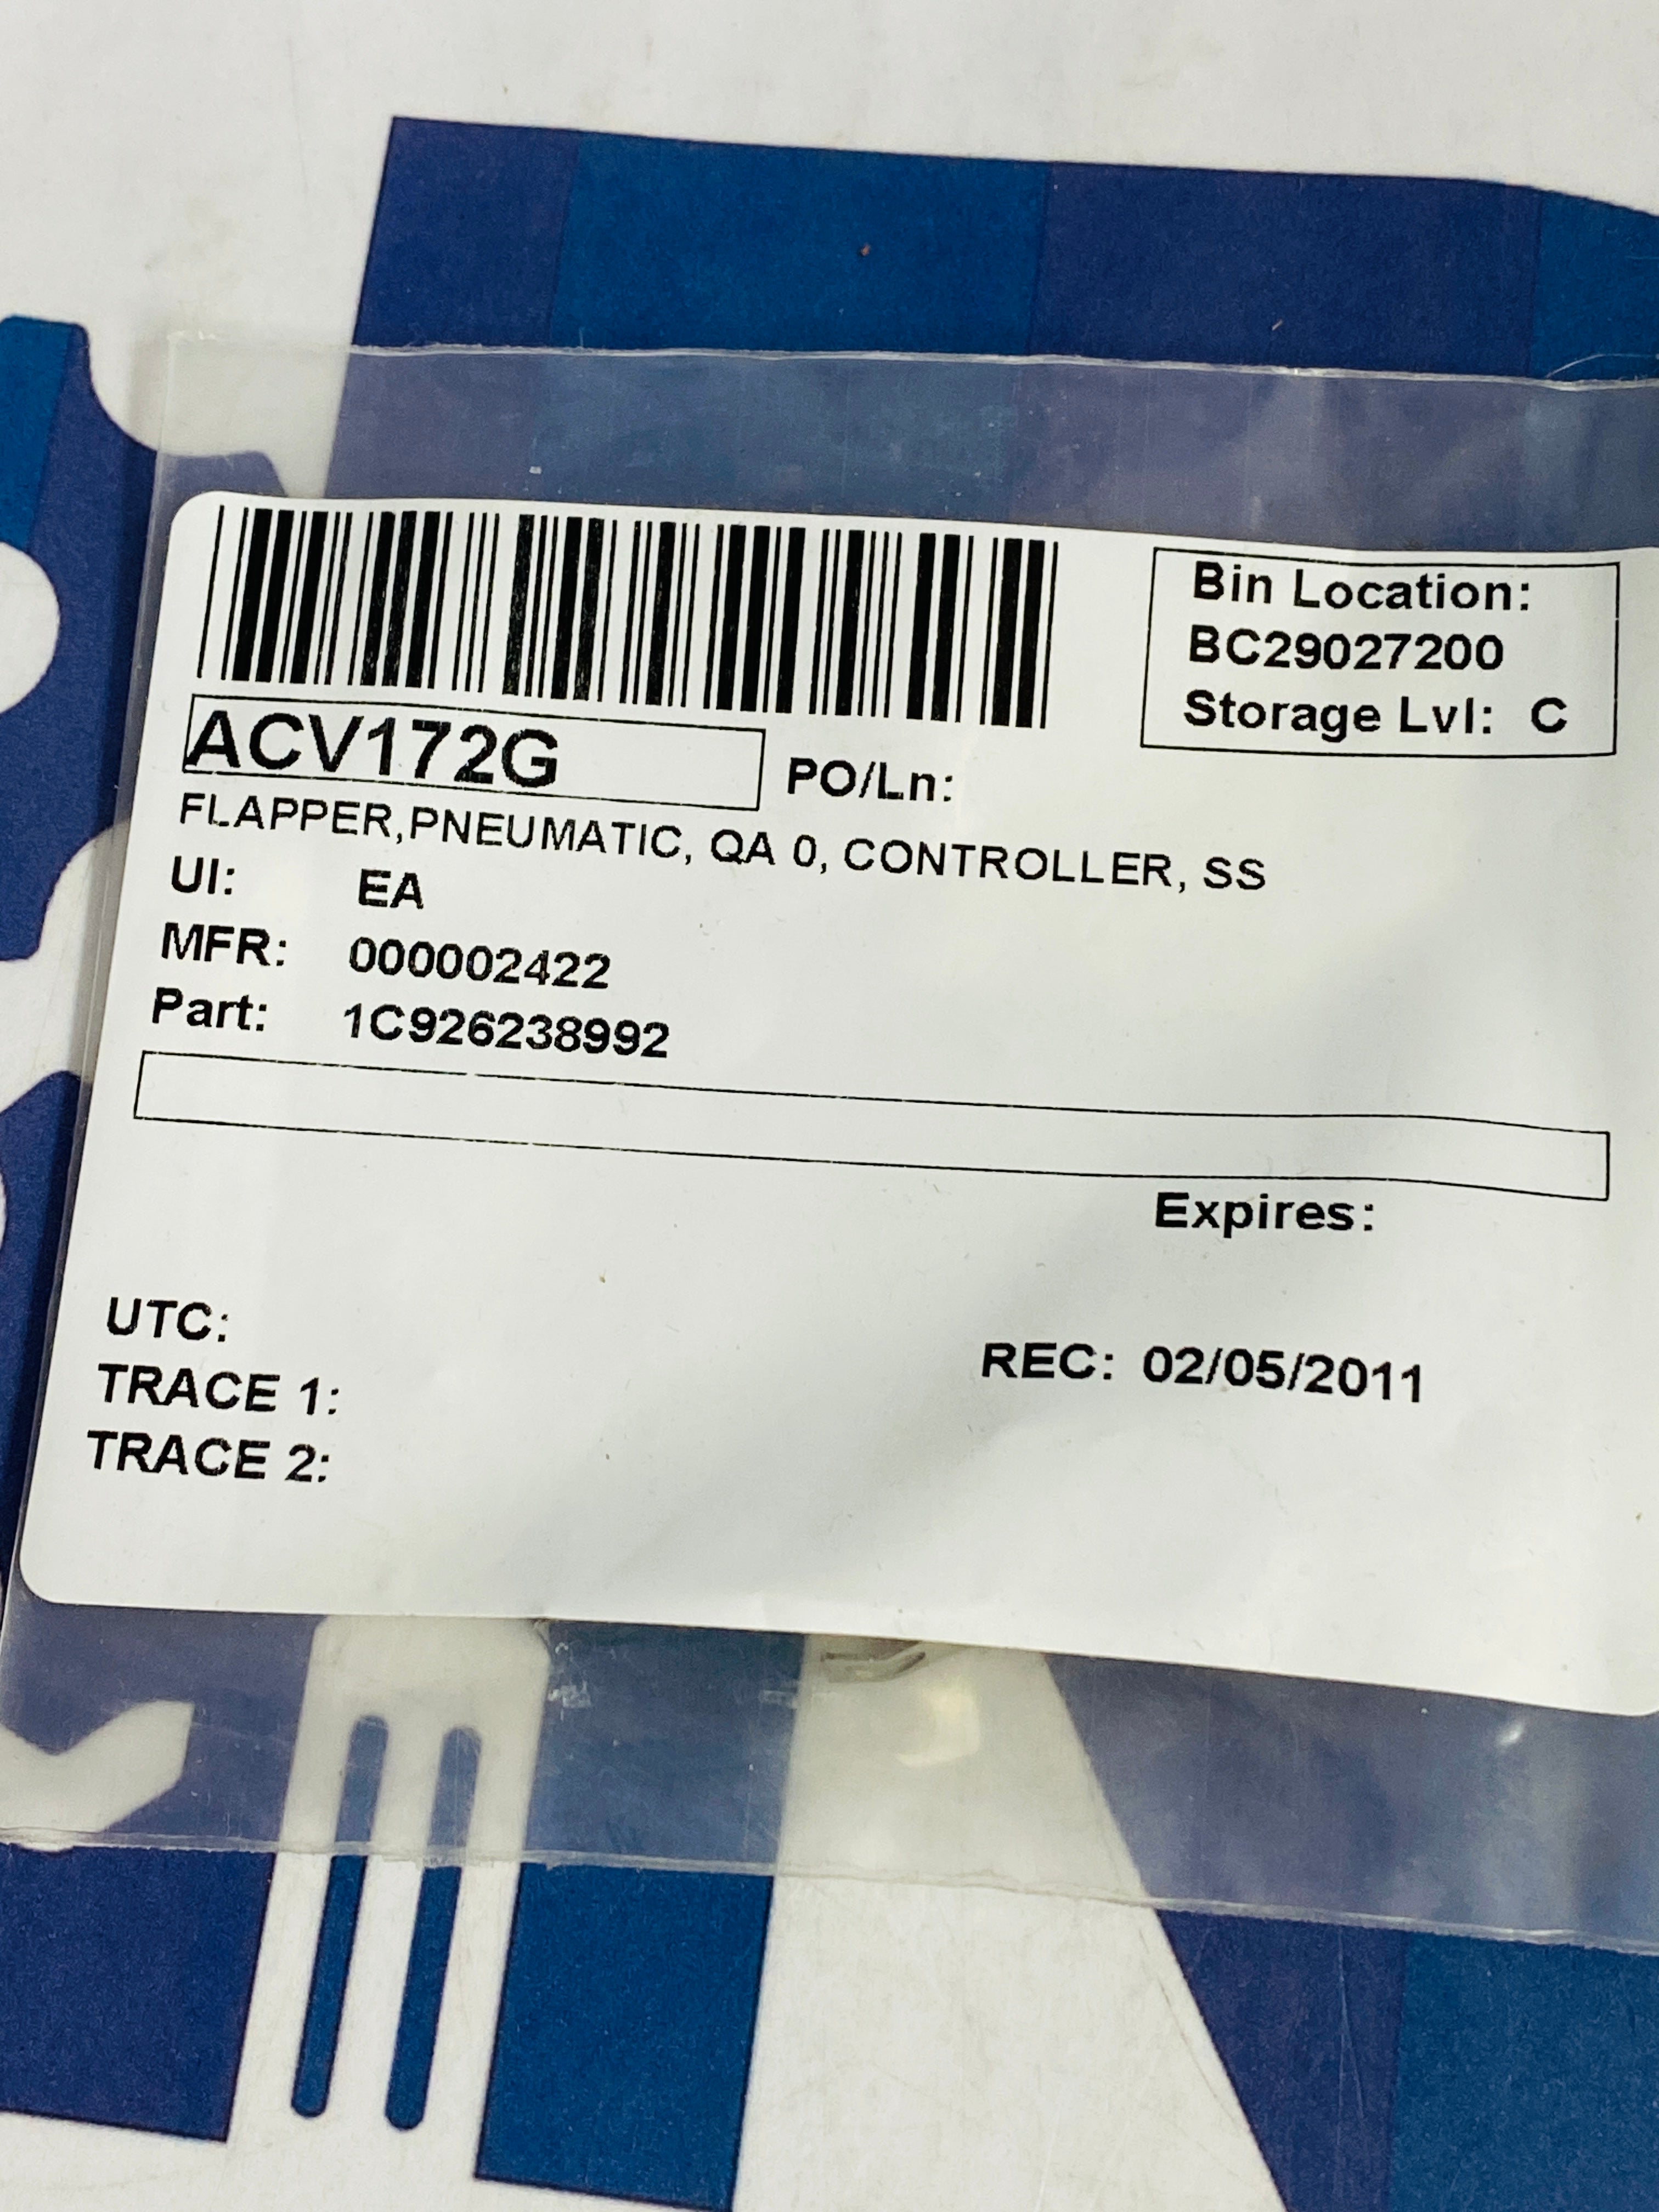 Bin Location:
BC29027200
Storage Lvl: C
ACV172G
PO/Ln:
FLAPPER,PNEUMATIC, QA 0, CONTROLLER, SS
UI: EA
MFR: 000002422
Part: 1C926238992
Expires:
UTC:
REC: 02/05/2011
TRACE 1:
TRACE 2: